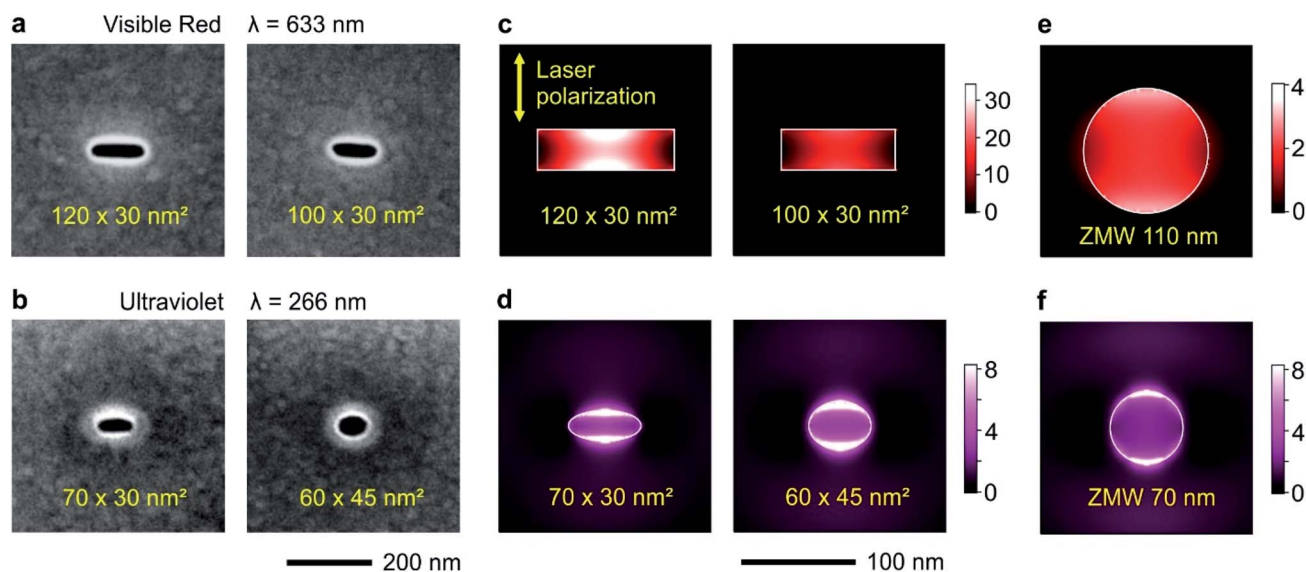 a Visible Red λ = 633 nm
120 x 30 nm²
100 x 30 nm²
c
Laser
polarization
120 x 30 nm²
100 x 30 nm²
30
20
10
0
e
ZMW 110 nm
4
2
0
b Ultraviolet λ = 266 nm
70 x 30 nm²
60 x 45 nm²
200 nm
d
70 x 30 nm²
60 x 45 nm²
8
4
0
100 nm
f
ZMW 70 nm
8
4
0